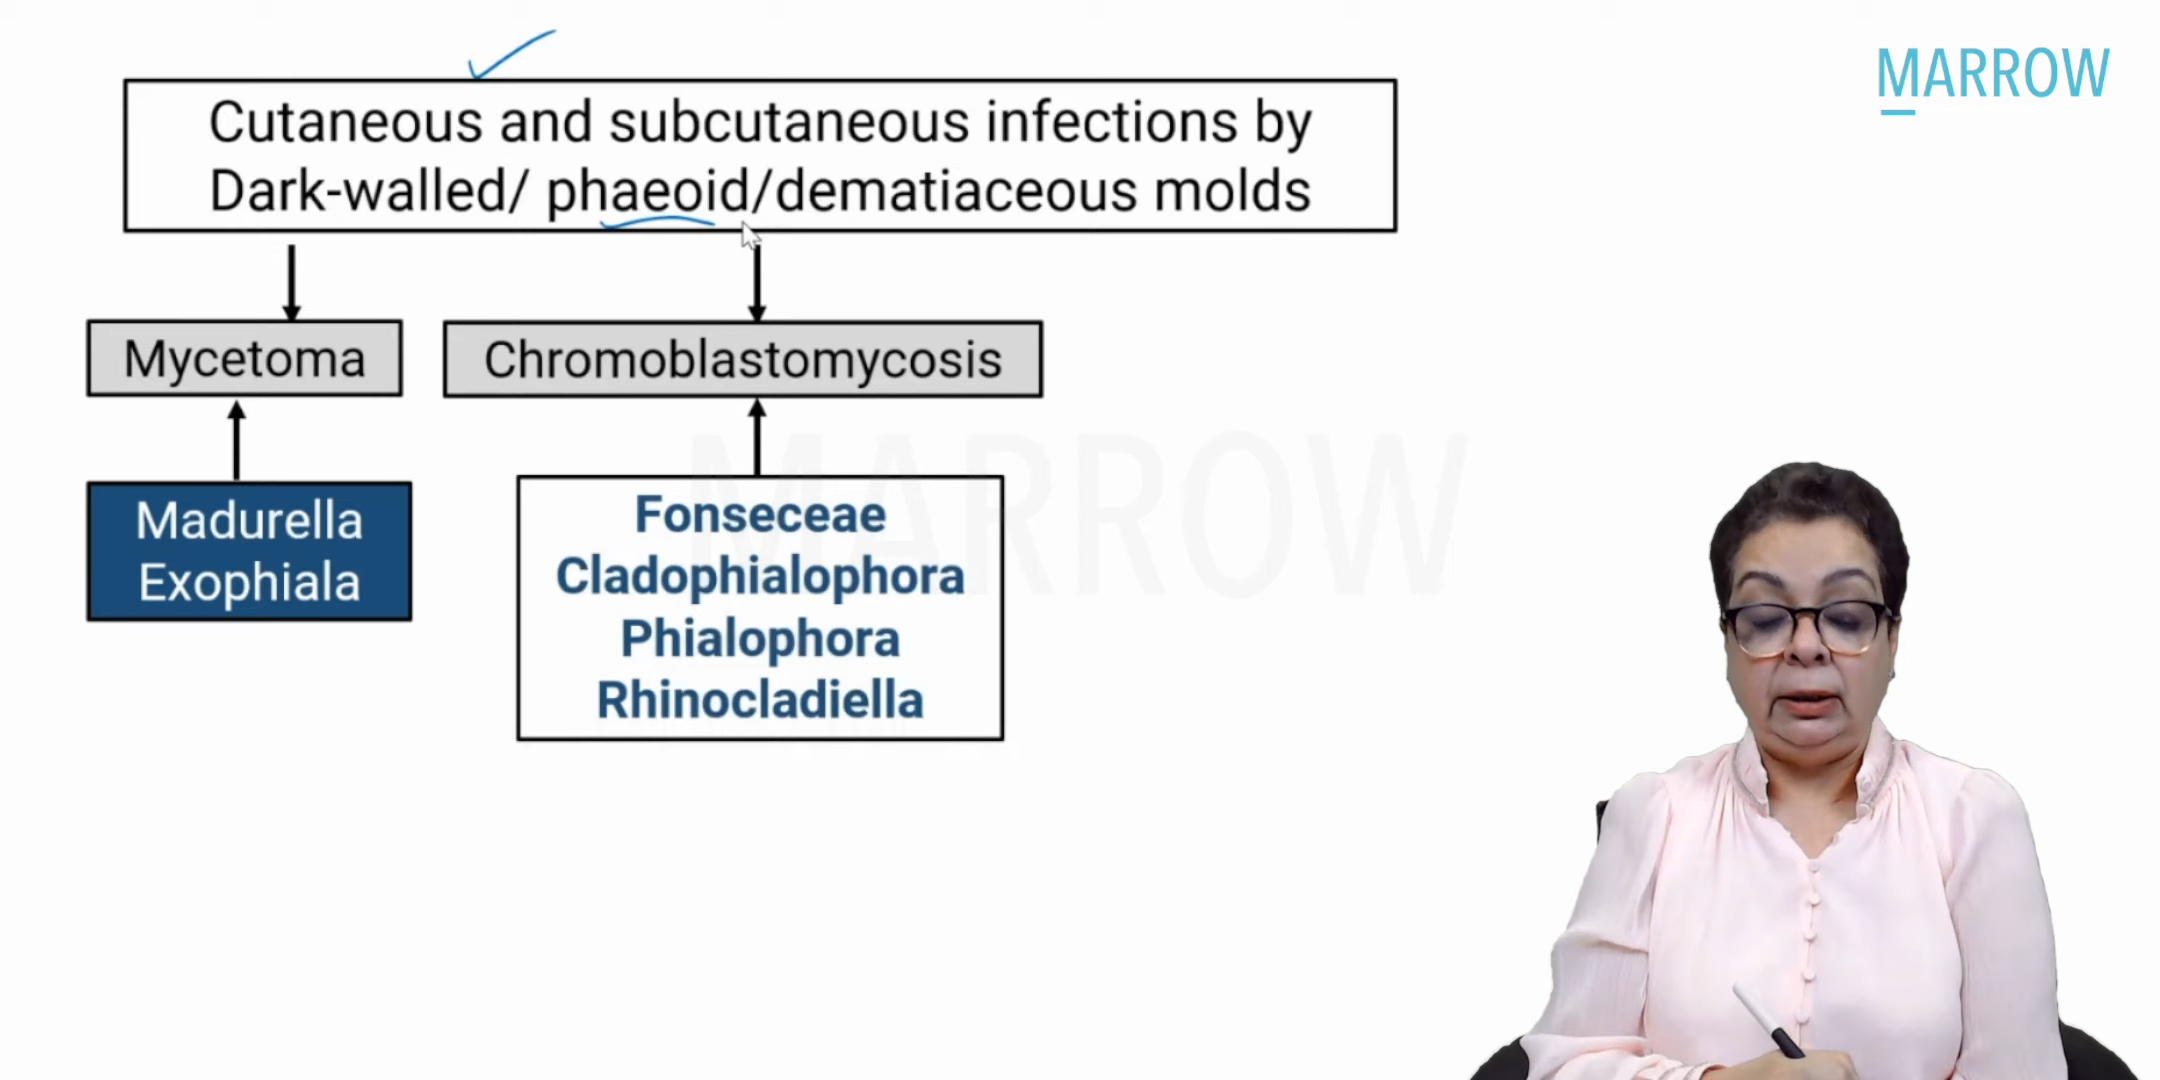 MARROW
Cutaneous and subcutaneous infections by
Dark-walled/ phaeoid/dematiaceous molds
Mycetoma
Chromoblastomycosis
Madurella
Exophiala
Fonseceae
Cladophialophora
Phialophora
Rhinocladiella
MARROW